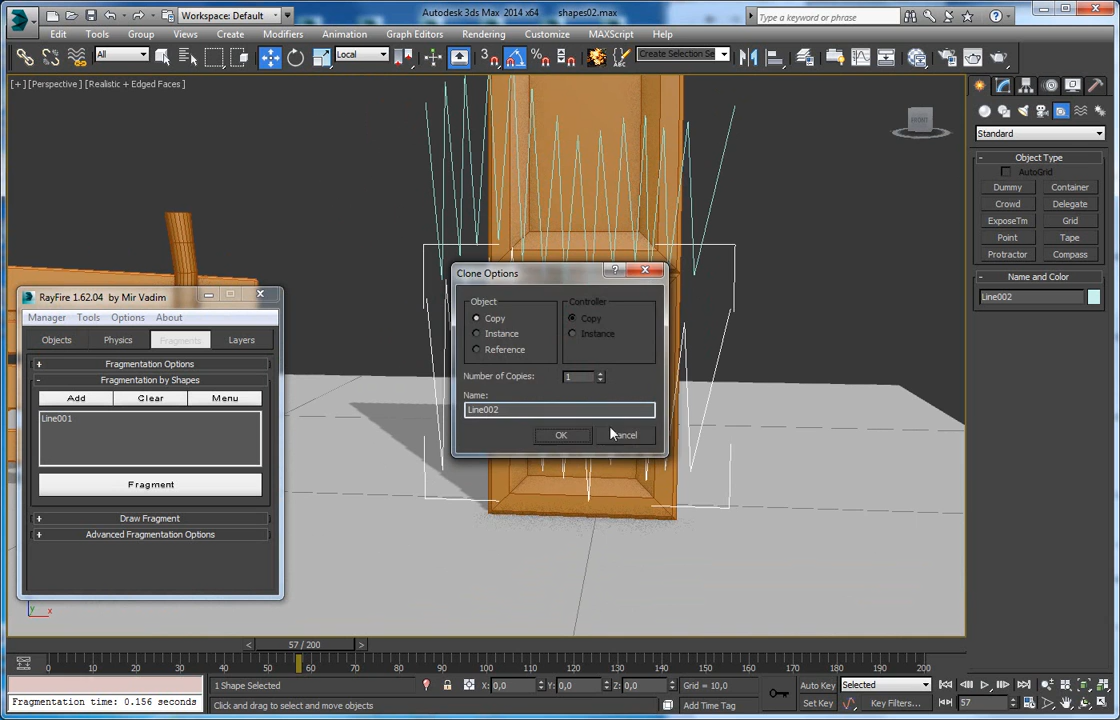 Workspace: Default
Autodesk 3ds Max 2014 x64 shapes02.max
Type a keyword or phrase
Edit Tools Group Views Create Modifiers Animation Graph Editors Rendering Customize MAXScript Help
All
Local
Create Selection Se
[+] [Perspective] [Realistic + Edged Faces]
FRONT
Standard
Object Type
AutoGrid
Dummy Container
Crowd Delegate
ExposeTm Grid
Point Tape
Protractor Compass
Name and Color
Line002
Clone Options
Object
Copy
Instance
Reference
Controller
Copy
Instance
Number of Copies: 1
Name:
Line002
OK Cancel
RayFire 1.62.04 by Mir Vadim
Manager Tools Options About
Objects Physics Fragments Layers
Fragmentation Options
Fragmentation by Shapes
Add Clear Menu
Line001
Fragment
Draw Fragment
Advanced Fragmentation Options
y x
57 / 200
0 10 20 30 40 50 60 70 80 90 100 110 120 130 140 150 160 170 180 190 200
1 Shape Selected
X: 0,0 Y: 0,0 Z: 0,0 Grid = 10,0
Auto Key Selected
Fragmentation time: 0.156 seconds
Click and drag to select and move objects
Add Time Tag
Set Key Key Filters... 57